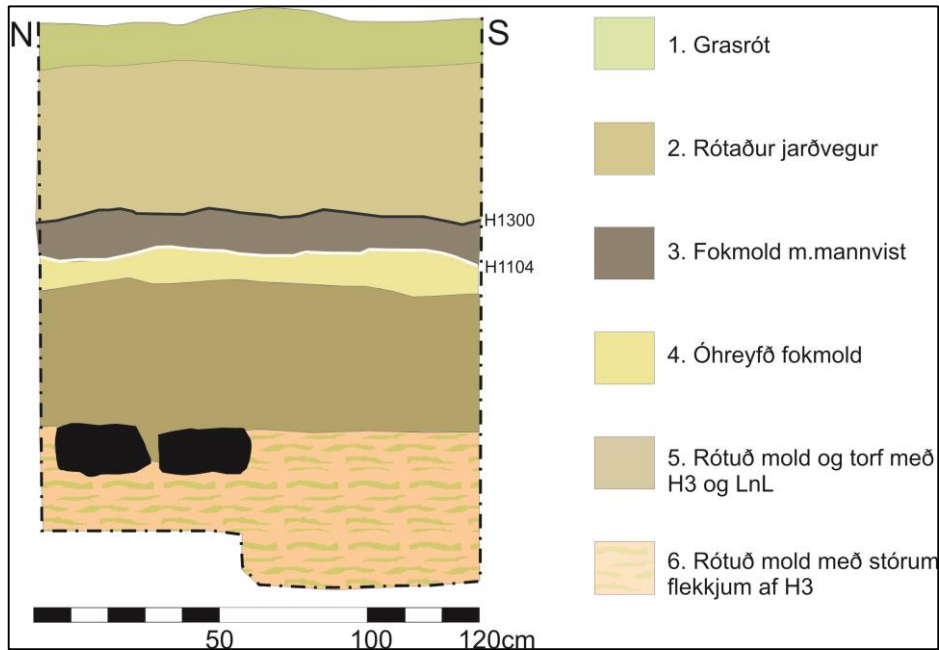 N
S
H1300
H1104
50
100
120cm
1. Grasrót
2. Rótaður jarðvegur
3. Fokmold m.mannvist
4. Óhreyfð fokmold
5. Rótuð mold og torf með
H3 og LnL
6. Rótuð mold með stórum
flekkjum af H3